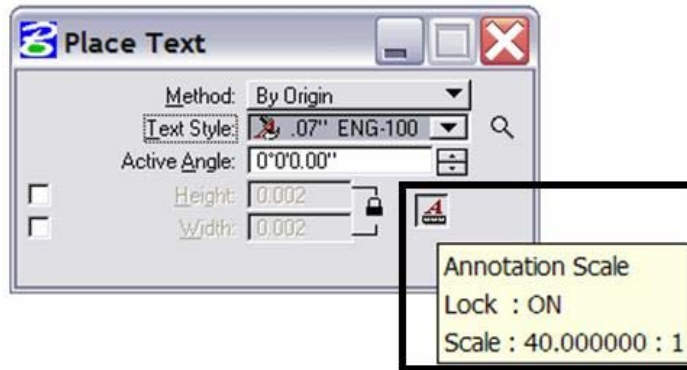 Place Text
Method: By Origin
Text Style: .07" ENG-100
Active Angle: 0°0'0.00"
Height: 0.002
Width: 0.002
A
Annotation Scale
Lock : ON
Scale : 40.000000 : 1